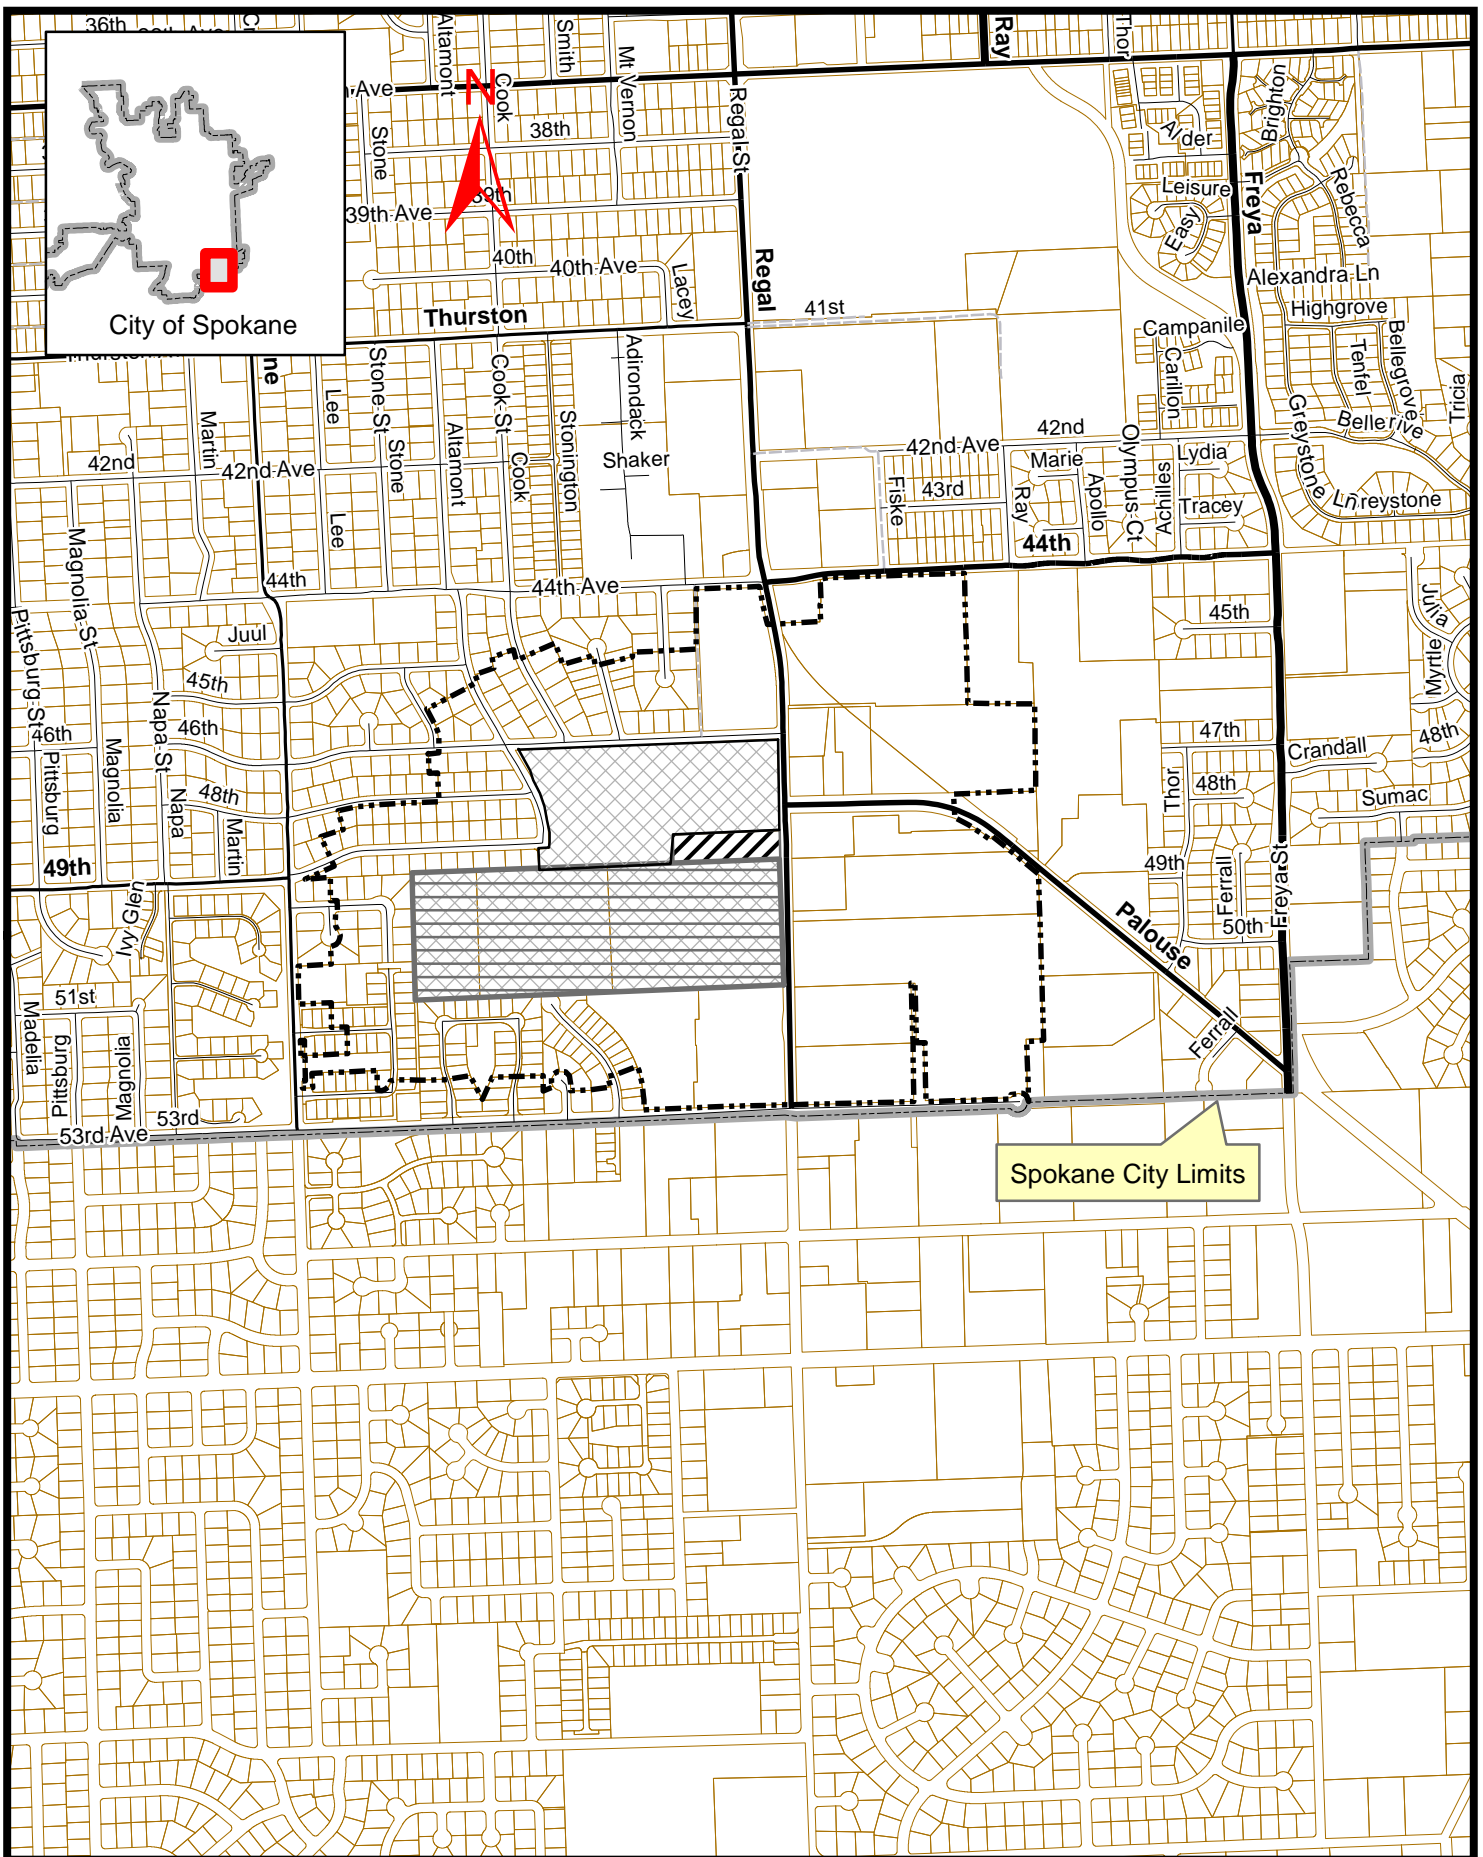 36th
Altamont
Cook
Smith
Mt Vernon
Ray
Thor
Ave
N
Regal St
38th
Stone
Alder
Brighton
Leisure
Freya
Rebecca
Easy
39th
39th Ave
40th
40th Ave
Lacey
Regal
Alexandra Ln
Highgrove
City of Spokane
Thurston
41st
Campanile
Carillon
Tenfel
Bellegrove
Tricia
ne
Lee
Stone St
Cook St
Adirondack
Martin
Altamont
Stonington
Greystone
Bellerive
42nd
42nd Ave
Stone
Cook
Shaker
42nd Ave
42nd
Marie
Olympus Ct
Lydia
Fiske
43rd
Ray
Apollo
Achilles
Tracey
Greystone
Ln
Lee
Magnolia St
44th
44th
44th Ave
45th
Julia
Myrtle
Pittsburg St
Juul
45th
Napa St
46th
46th
47th
Crandall
48th
Pittsburg
Magnolia
Napa
48th
Martin
Thor
48th
Sumac
49th
49th
Ferrall
Freya St
Ivy Glen
Palouse
50th
51st
Madelia
Pittsburg
Magnolia
Ferrall
53rd
53rd Ave
Spokane City Limits